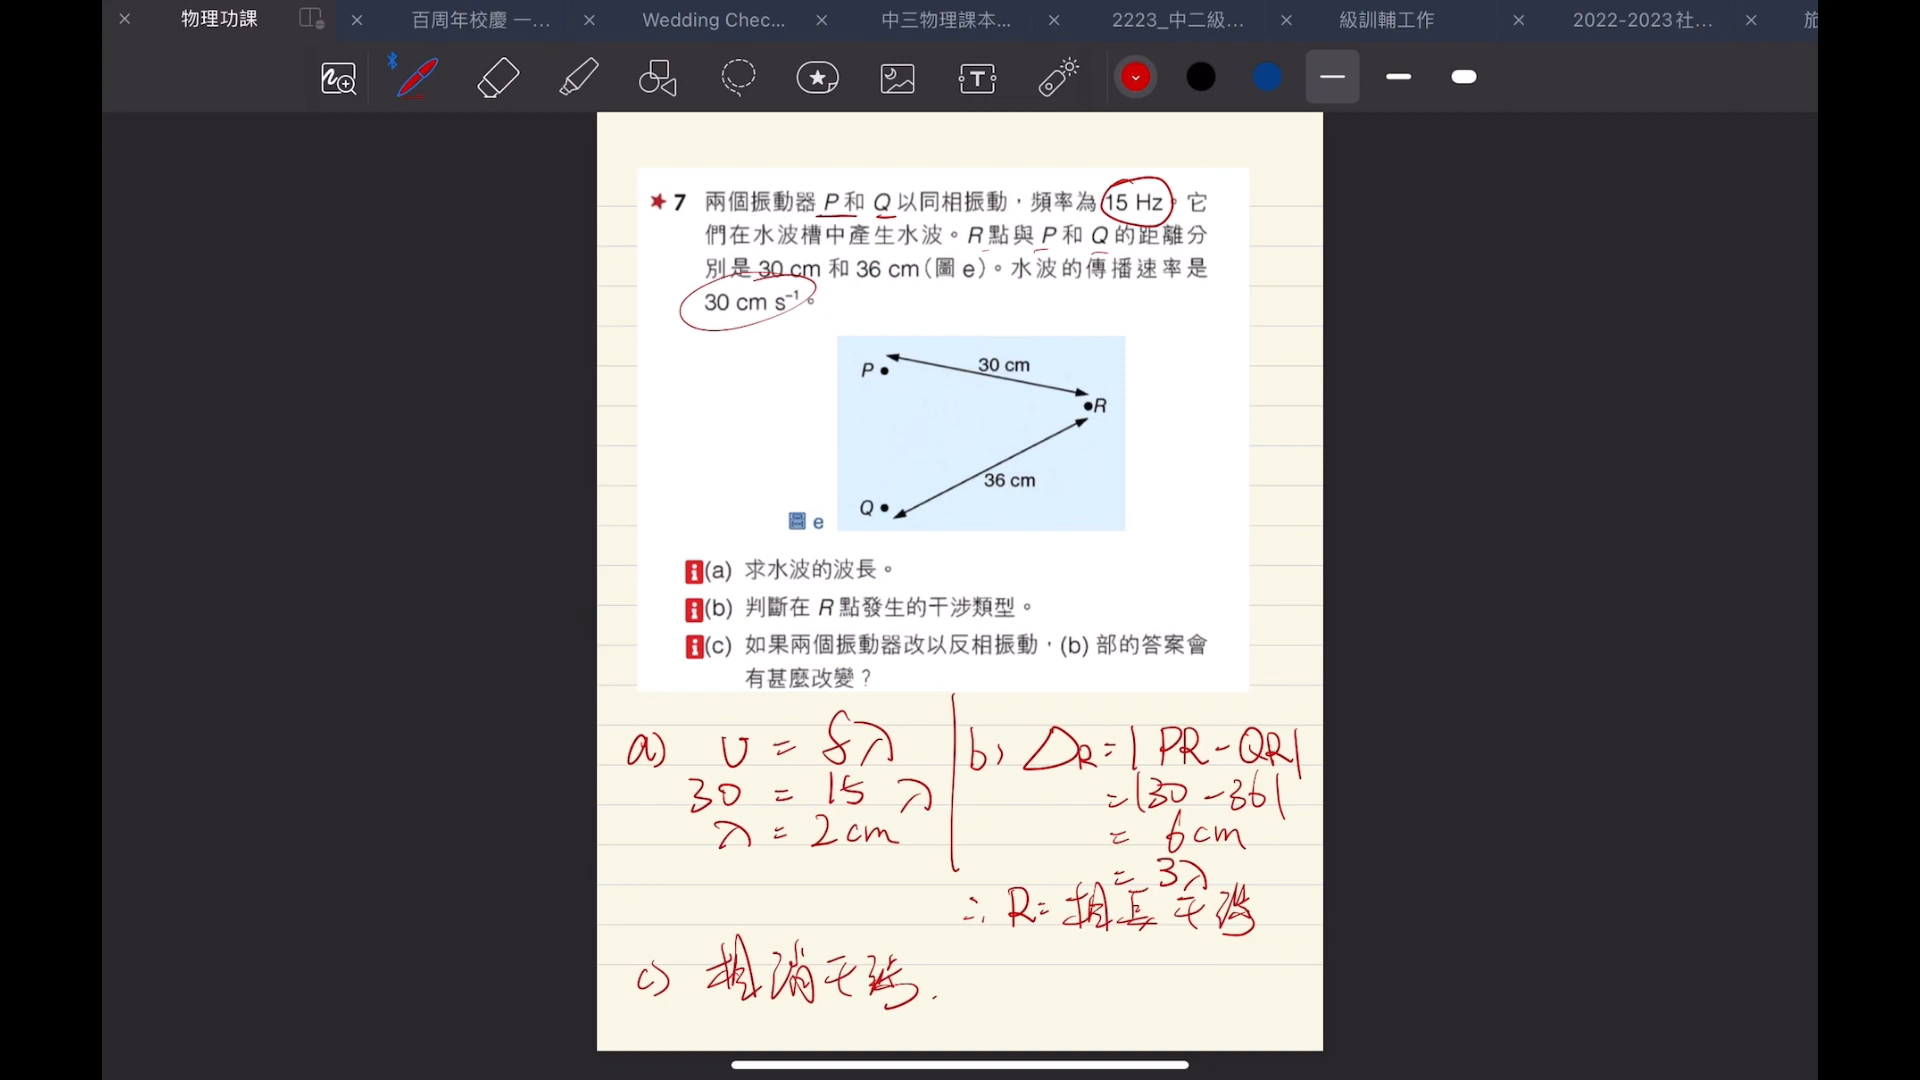 物理功課
百周年校慶 一...
Wedding Chec...
中三物理課本...
2223_中二級...
級訓輔工作
2022-2023社...
旅
★7 兩個振動器 P 和 Q 以同相振動，頻率為 15 Hz。它
們在水波槽中產生水波。R 點與 P 和 Q 的距離分
別是 30 cm 和 36 cm（圖 e）。水波的傳播速率是
30 cm s⁻¹。
P
30 cm
R
36 cm
Q
圖 e
i(a) 求水波的波長。
i(b) 判斷在 R 點發生的干涉類型。
i(c) 如果兩個振動器改以反相振動，(b) 部的答案會
有甚麼改變？
a) v = fλ
30 = 15 λ
λ = 2 cm
b) △R = | PR - QR |
= |30 - 36|
= 6 cm
= 3λ
∴ R = 相長干涉
c) 相消干涉.